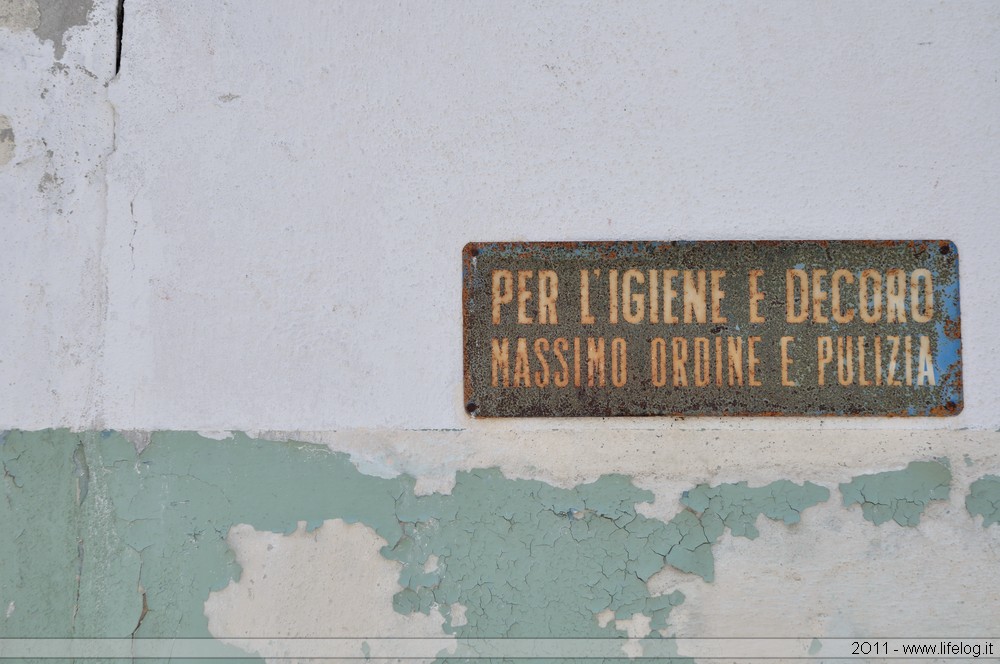 PER L'IGIENE E DECORO
MASSIMO ORDINE E PULIZIA
2011 - www.lifelog.it